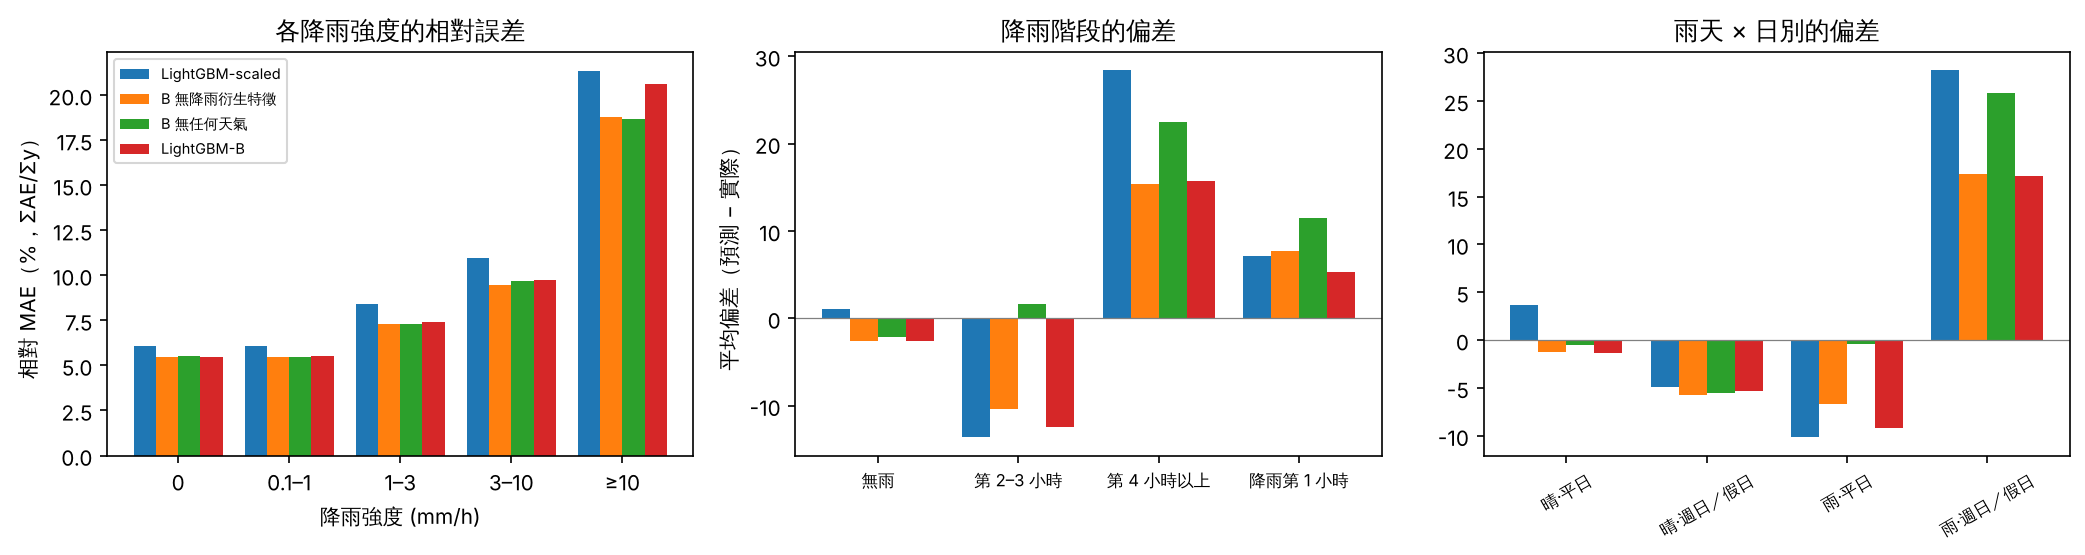 各降雨強度的相對誤差
相對 MAE（%，ΣAE/Σy）
20.0
17.5
15.0
12.5
10.0
7.5
5.0
2.5
0.0
LightGBM-scaled
B 無降雨衍生特徵
B 無任何天氣
LightGBM-B
0
0.1–1
1–3
3–10
≥10
降雨強度 (mm/h)
降雨階段的偏差
平均偏差（預測 − 實際）
30
20
10
0
-10
無雨
第 2–3 小時
第 4 小時以上
降雨第 1 小時
雨天 × 日別的偏差
30
25
20
15
10
5
0
-5
-10
晴·平日
晴·週日／假日
雨·平日
雨·週日／假日